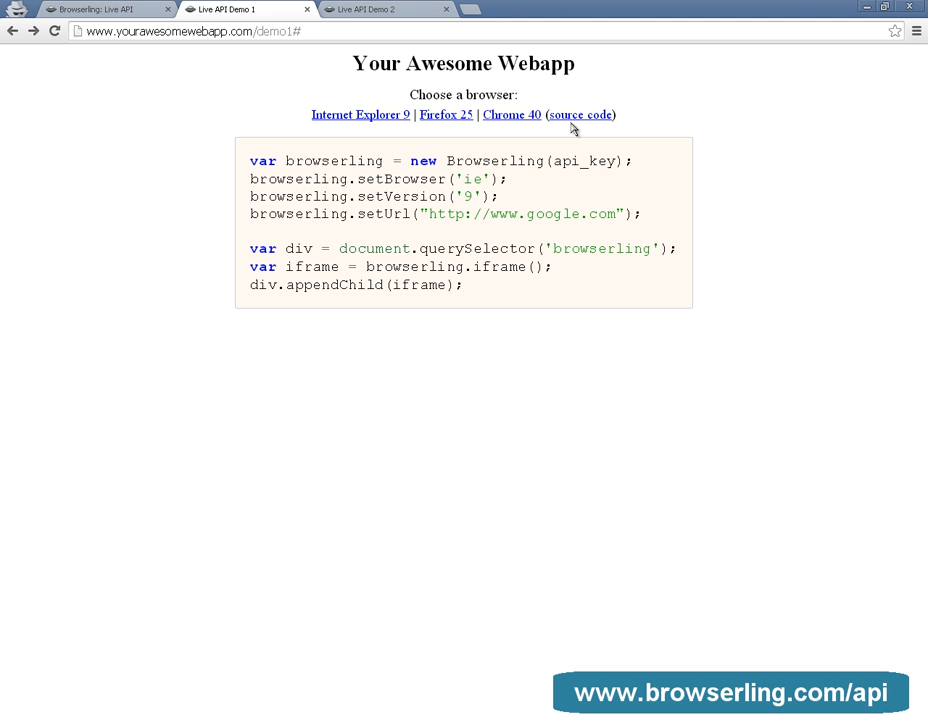 Browserling: Live API
Live API Demo 1
Live API Demo 2
www.yourawesomewebapp.com/demo1#
Your Awesome Webapp
Choose a browser:
Internet Explorer 9 | Firefox 25 | Chrome 40 (source code)
var browserling = new Browserling(api_key);
browserling.setBrowser('ie');
browserling.setVersion('9');
browserling.setUrl("http://www.google.com");
var div = document.querySelector('browserling');
var iframe = browserling.iframe();
div.appendChild(iframe);
www.browserling.com/api